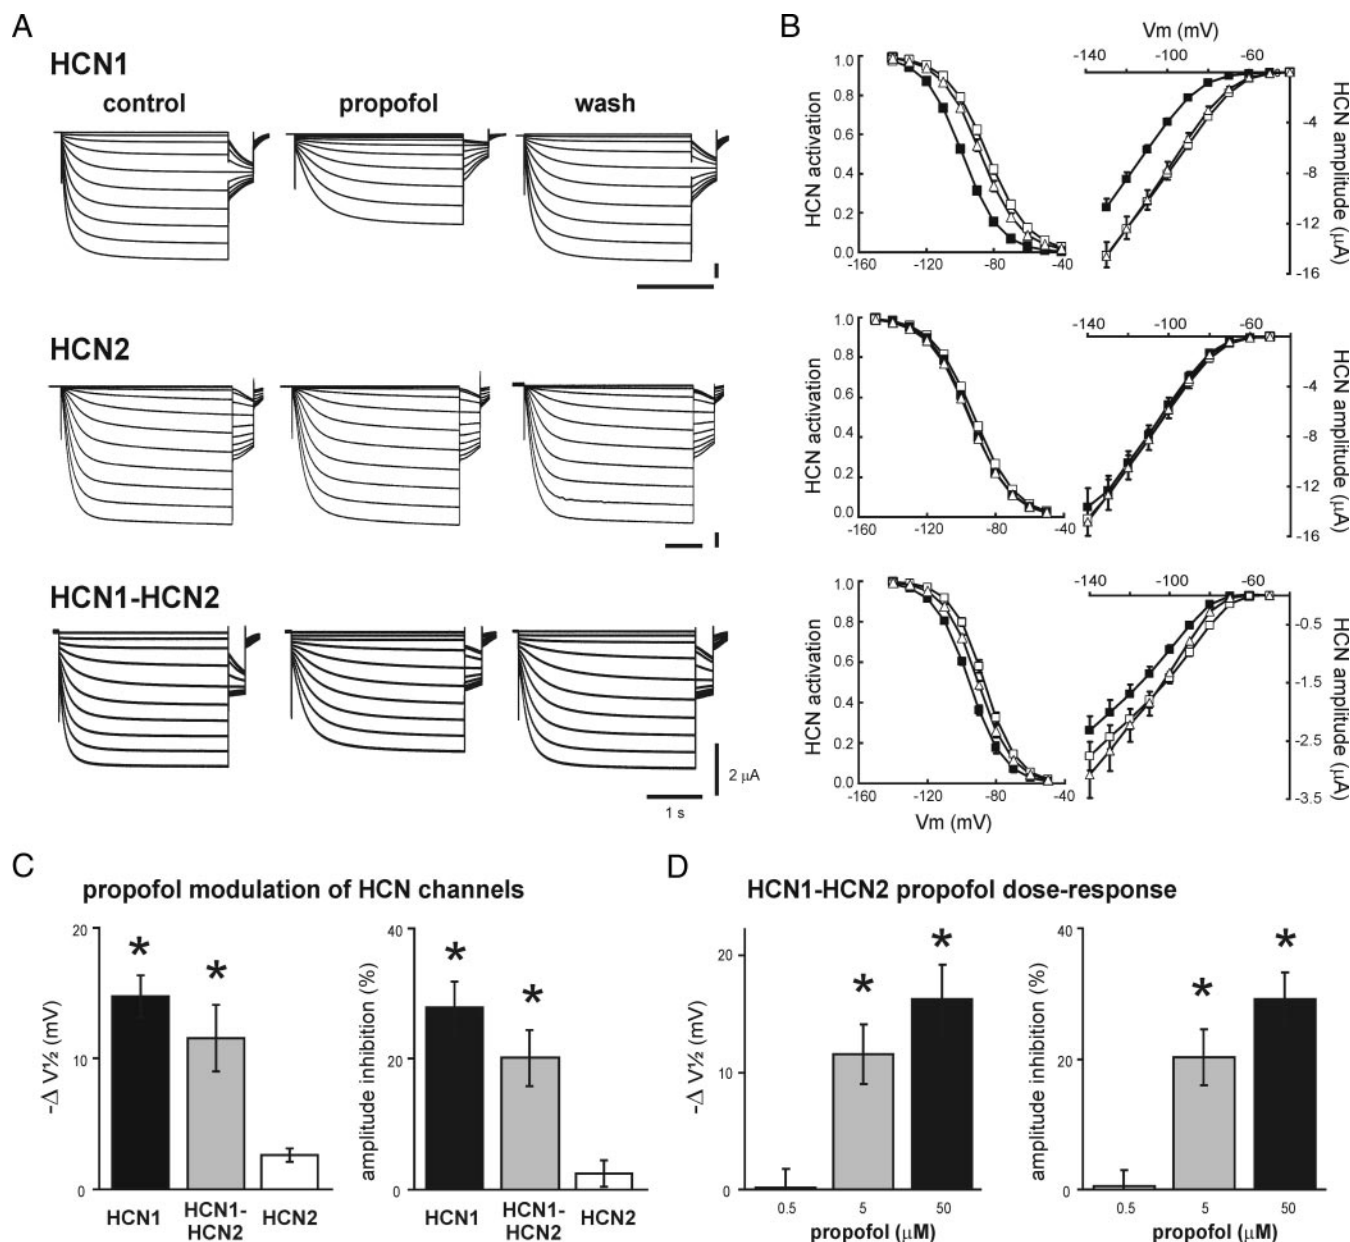 A
HCN1
control propofol wash
HCN2
HCN1-HCN2
2 μA
1 s
B
Vm (mV)
-140 -100 -60
1.0
0.8
0.6
0.4
0.2
0.0
-160 -120 -80 -40
HCN activation
0
-4
-8
-12
-16
HCN amplitude (μA)
-140 -100 -60
1.0
0.8
0.6
0.4
0.2
0.0
-160 -120 -80 -40
HCN activation
-4
-8
-12
-16
HCN amplitude (μA)
-140 -100 -60
1.0
0.8
0.6
0.4
0.2
0.0
-160 -120 -80 -40
HCN activation
Vm (mV)
-0.5
-1.5
-2.5
-3.5
HCN amplitude (μA)
C
propofol modulation of HCN channels
-Δ V½ (mV)
20
10
0
* *
HCN1 HCN1-HCN2 HCN2
amplitude inhibition (%)
40
20
0
* *
HCN1 HCN1-HCN2 HCN2
D
HCN1-HCN2 propofol dose-response
-Δ V½ (mV)
20
10
0
* *
0.5 5 50
propofol (μM)
amplitude inhibition (%)
40
20
0
* *
0.5 5 50
propofol (μM)